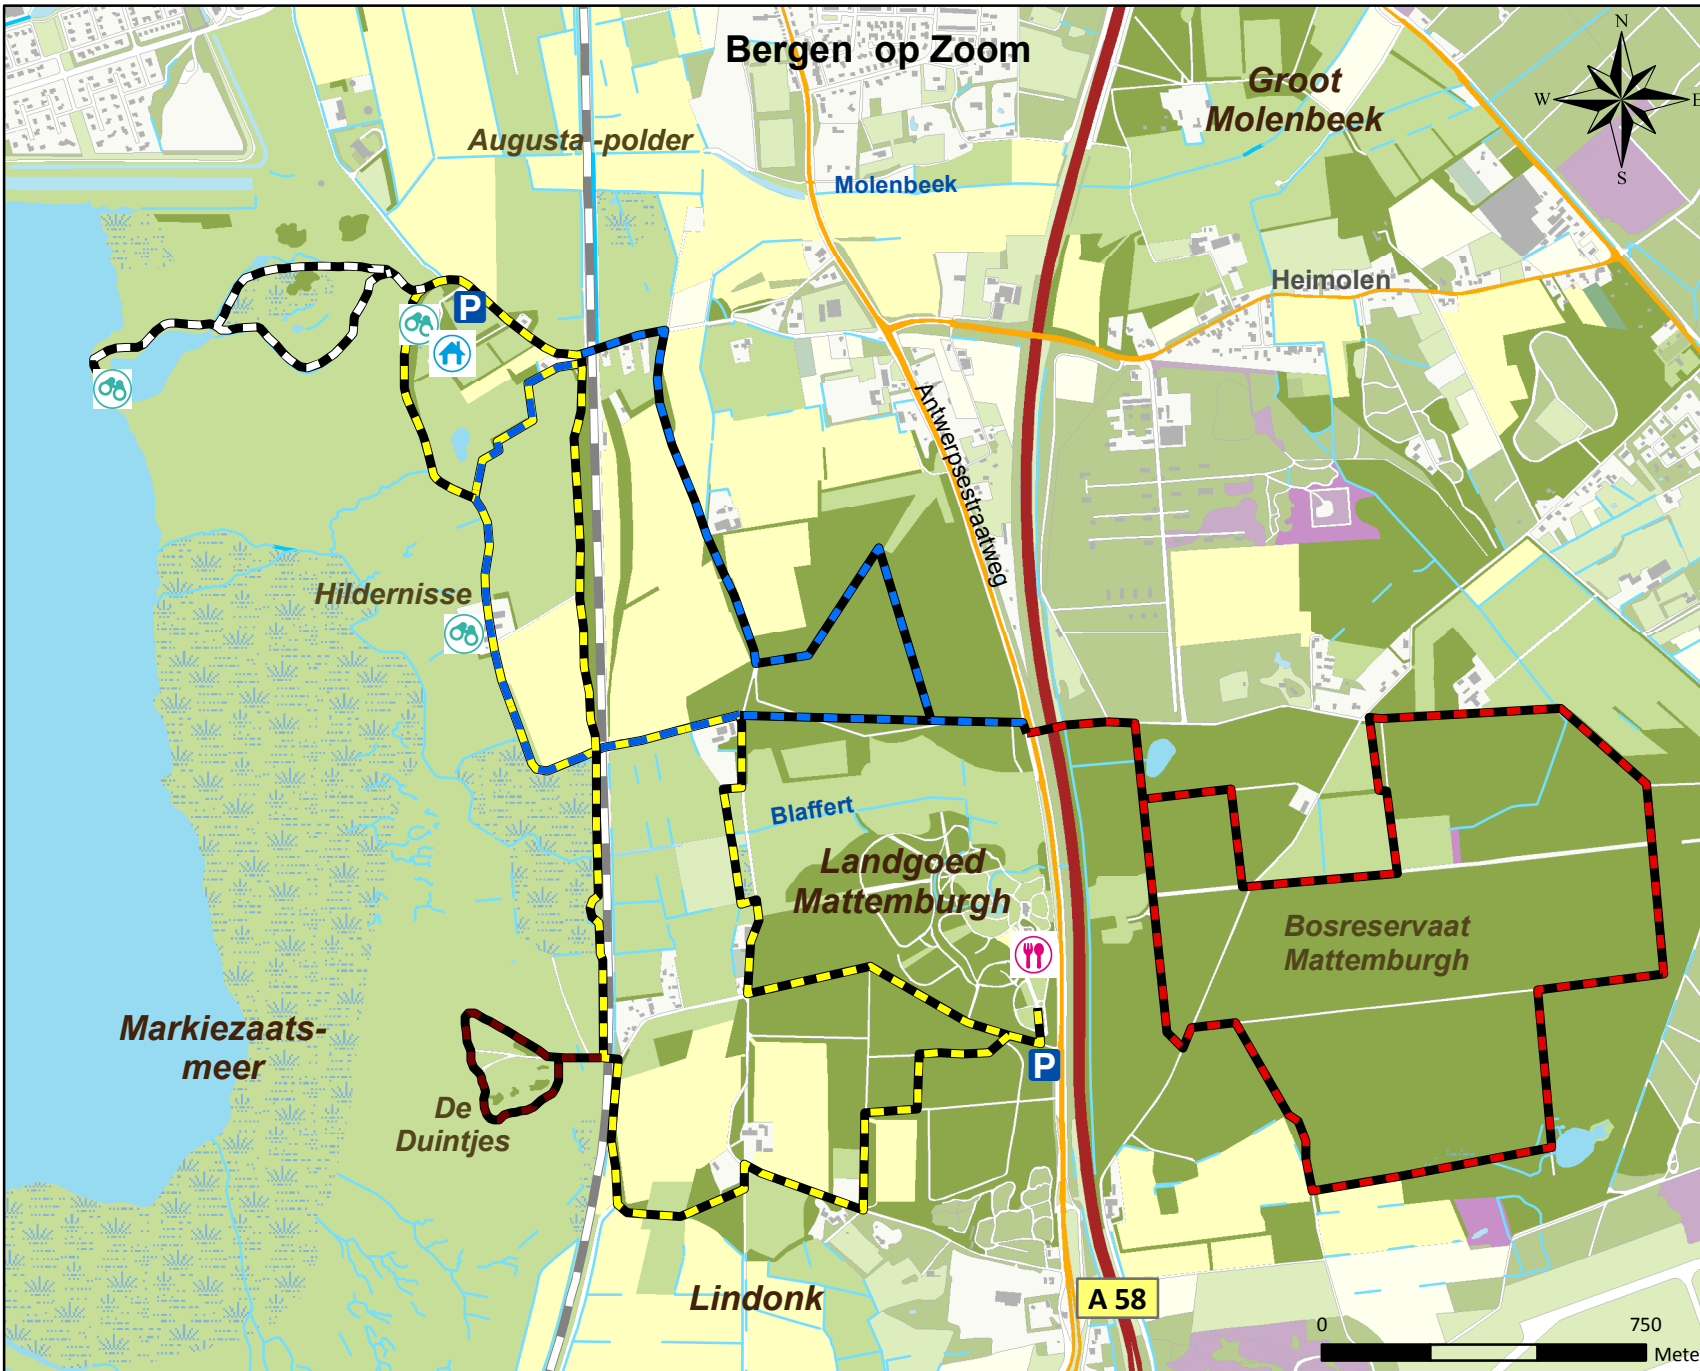 Bergen op Zoom
Groot
Molenbeek
N
W
E
S
Augusta -polder
Molenbeek
Heimolen
P
Antwerpsestraatweg
Hildernisse
Blaffert
Landgoed
Mattemburgh
Bosreservaat
Mattemburgh
Markiezaats-
meer
P
De
Duintjes
Lindonk
A 58
0
750
Mete